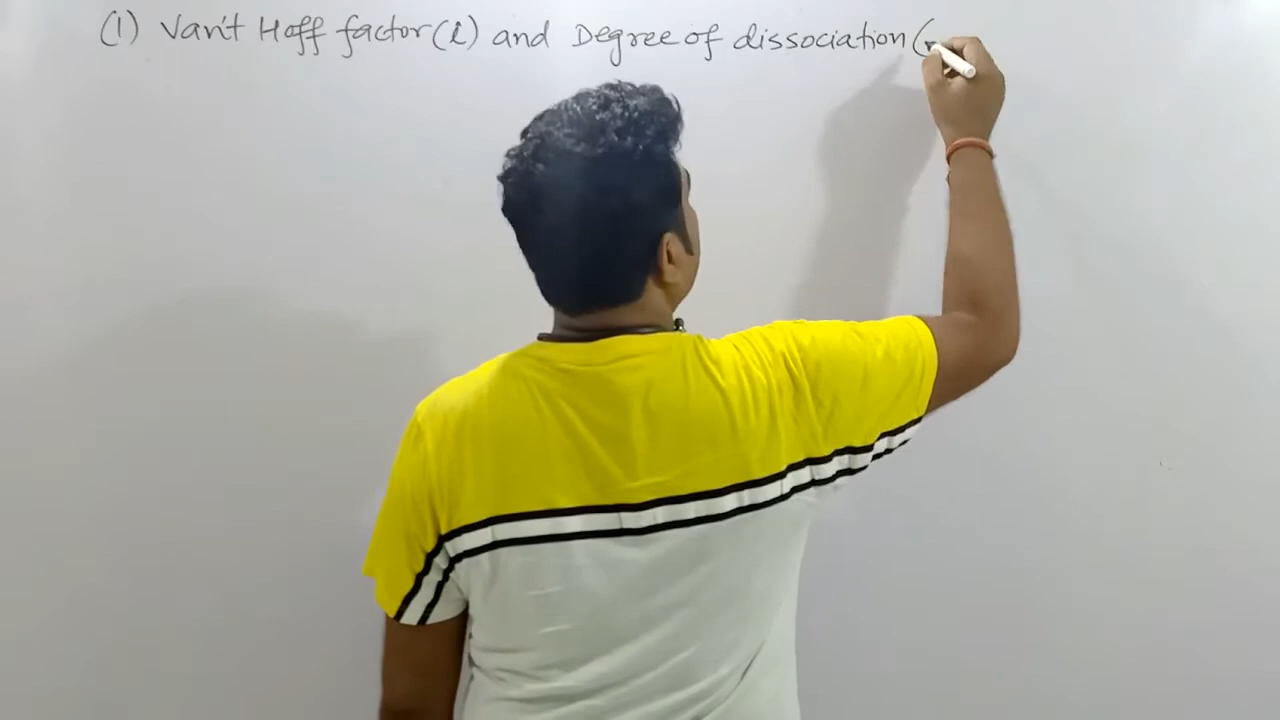 (1) Van't Hoff factor(i) and Degree of dissociation (